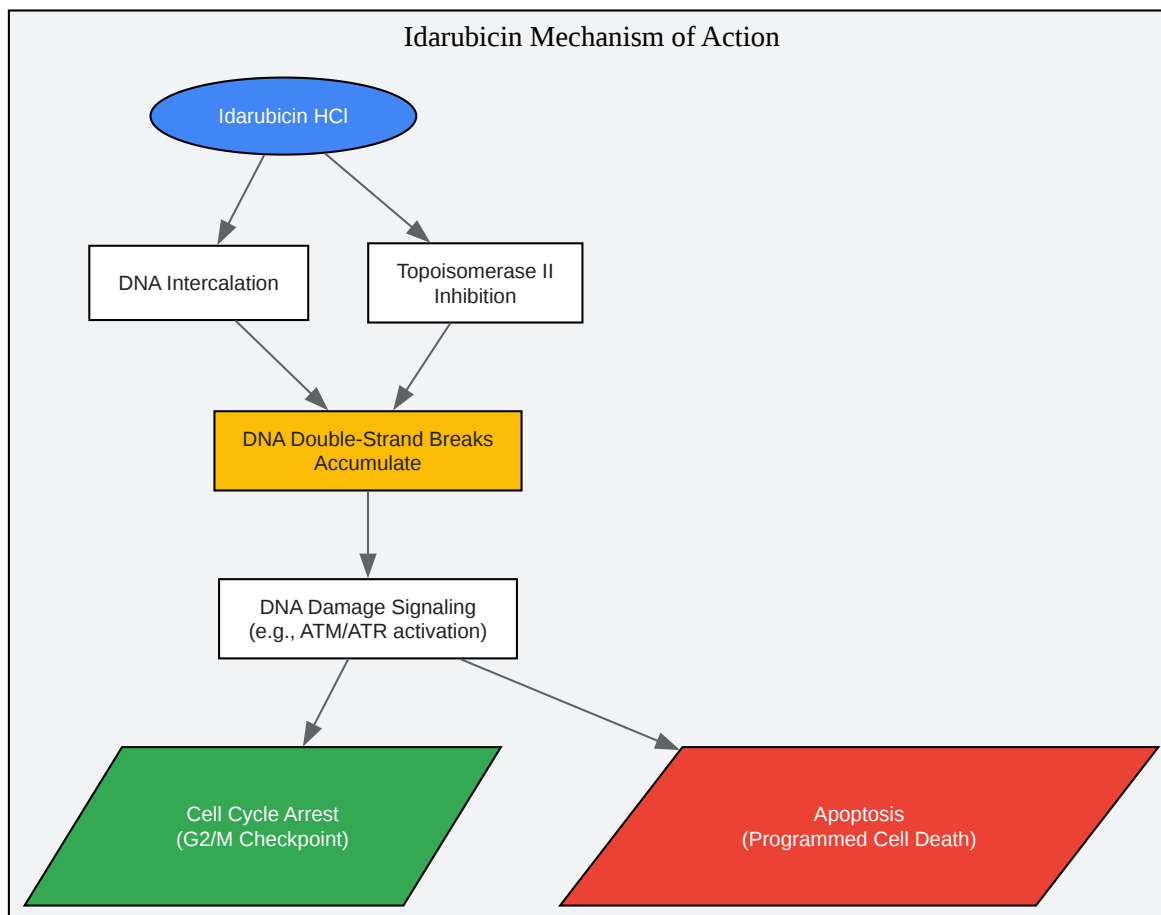 Idarubicin Mechanism of Action
Idarubicin HCl
DNA Intercalation
Topoisomerase II
Inhibition
DNA Double-Strand Breaks
Accumulate
DNA Damage Signaling
(e.g., ATM/ATR activation)
Cell Cycle Arrest
(G2/M Checkpoint)
Apoptosis
(Programmed Cell Death)